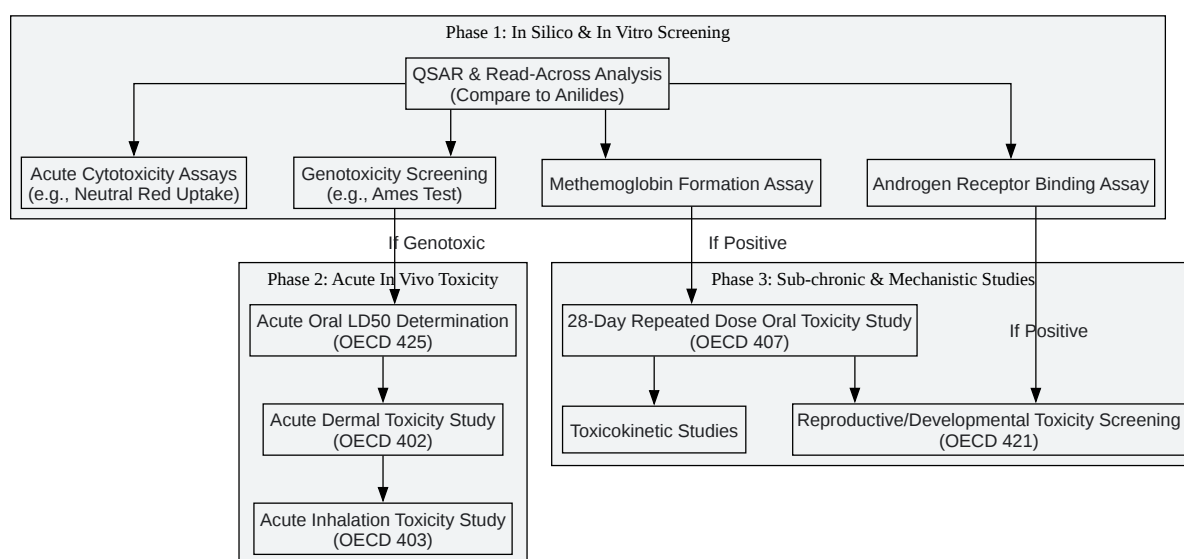 Phase 1: In Silico & In Vitro Screening
QSAR & Read-Across Analysis
(Compare to Anilides)
Acute Cytotoxicity Assays
(e.g., Neutral Red Uptake)
Genotoxicity Screening
(e.g., Ames Test)
Methemoglobin Formation Assay
Androgen Receptor Binding Assay
If Genotoxic
If Positive
Phase 2: Acute In Vivo Toxicity
Acute Oral LD50 Determination
(OECD 425)
Acute Dermal Toxicity Study
(OECD 402)
Acute Inhalation Toxicity Study
(OECD 403)
Phase 3: Sub-chronic & Mechanistic Studies
28-Day Repeated Dose Oral Toxicity Study
(OECD 407)
If Positive
Toxicokinetic Studies
Reproductive/Developmental Toxicity Screening
(OECD 421)